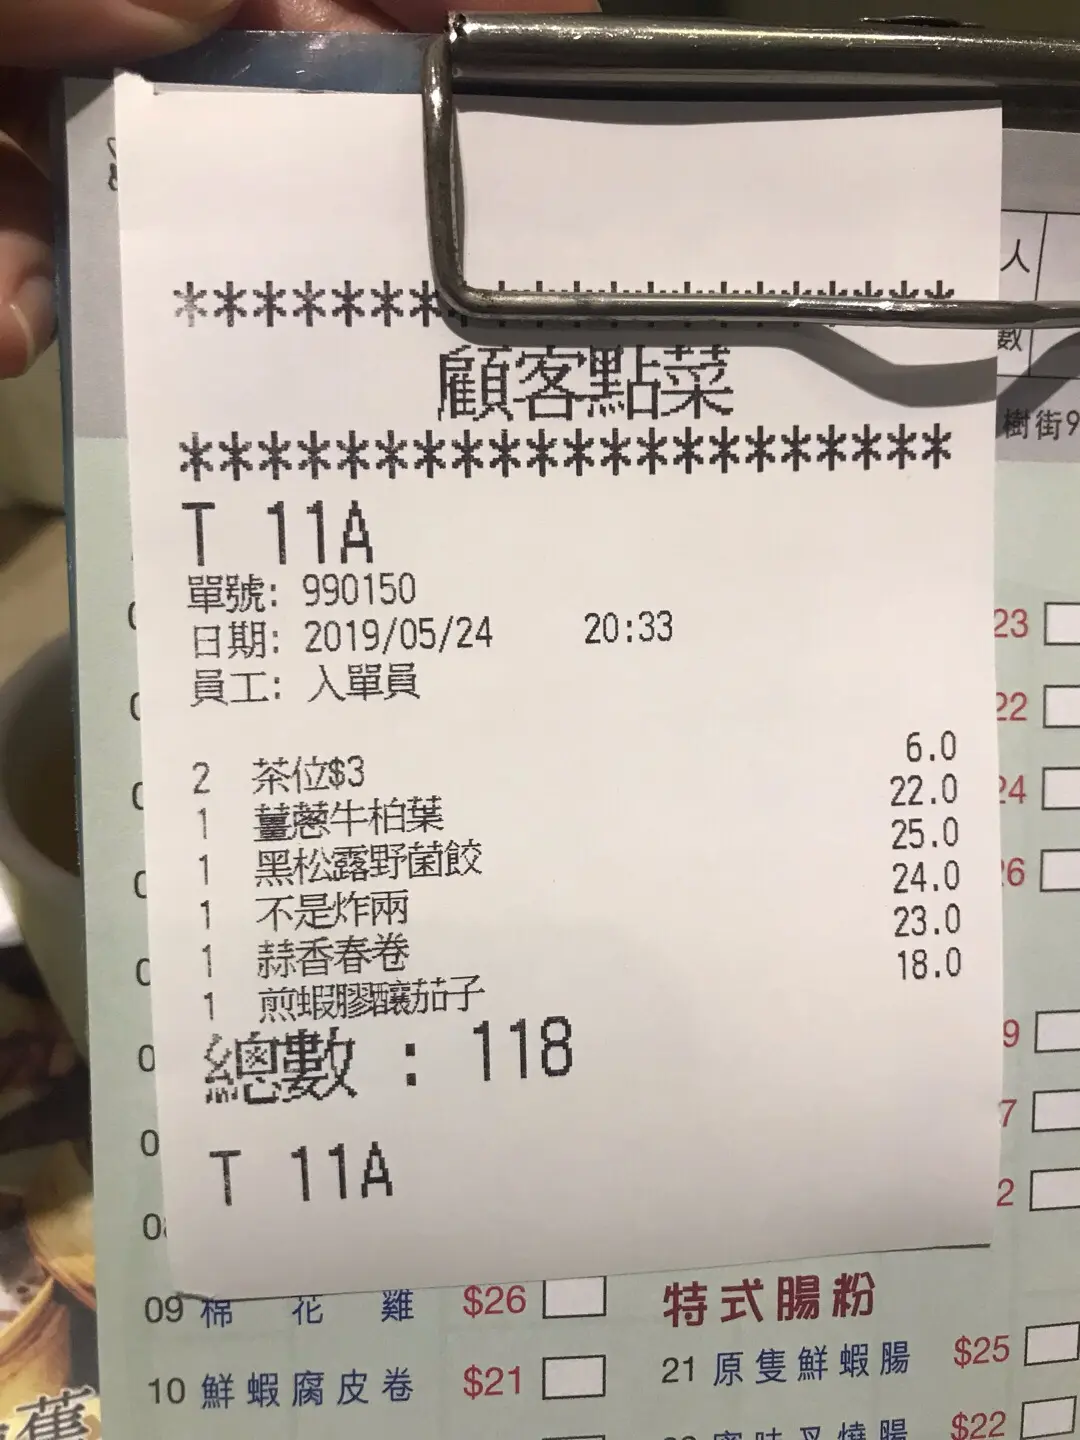 *******************
顧客點菜
********************
T 11A
單號: 990150
日期: 2019/05/24 20:33
員工: 入單員
2 茶位$3 6.0
1 薑蔥牛柏葉 22.0
1 黑松露野菌餃 25.0
1 不是炸兩 24.0
1 蒜香春卷 23.0
1 煎蝦膠釀茄子 18.0
總數 : 118
T 11A
人
數
樹街9
23
22
24
26
9
7
2
09 棉花雞 $26
10 鮮蝦腐皮卷 $21
特式腸粉
21 原隻鮮蝦腸 $25
$22
舊